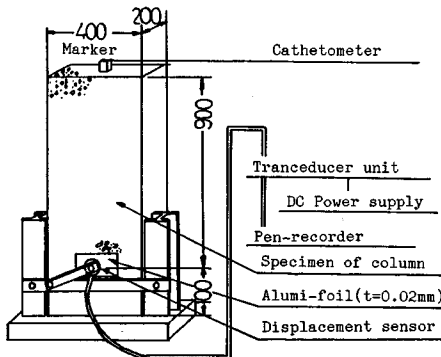 200
400
Marker
Cathetometer
900
Tranceducer unit
DC Power supply
Pen-recorder
Specimen of column
Alumi-foil(t=0.02mm)
Displacement sensor